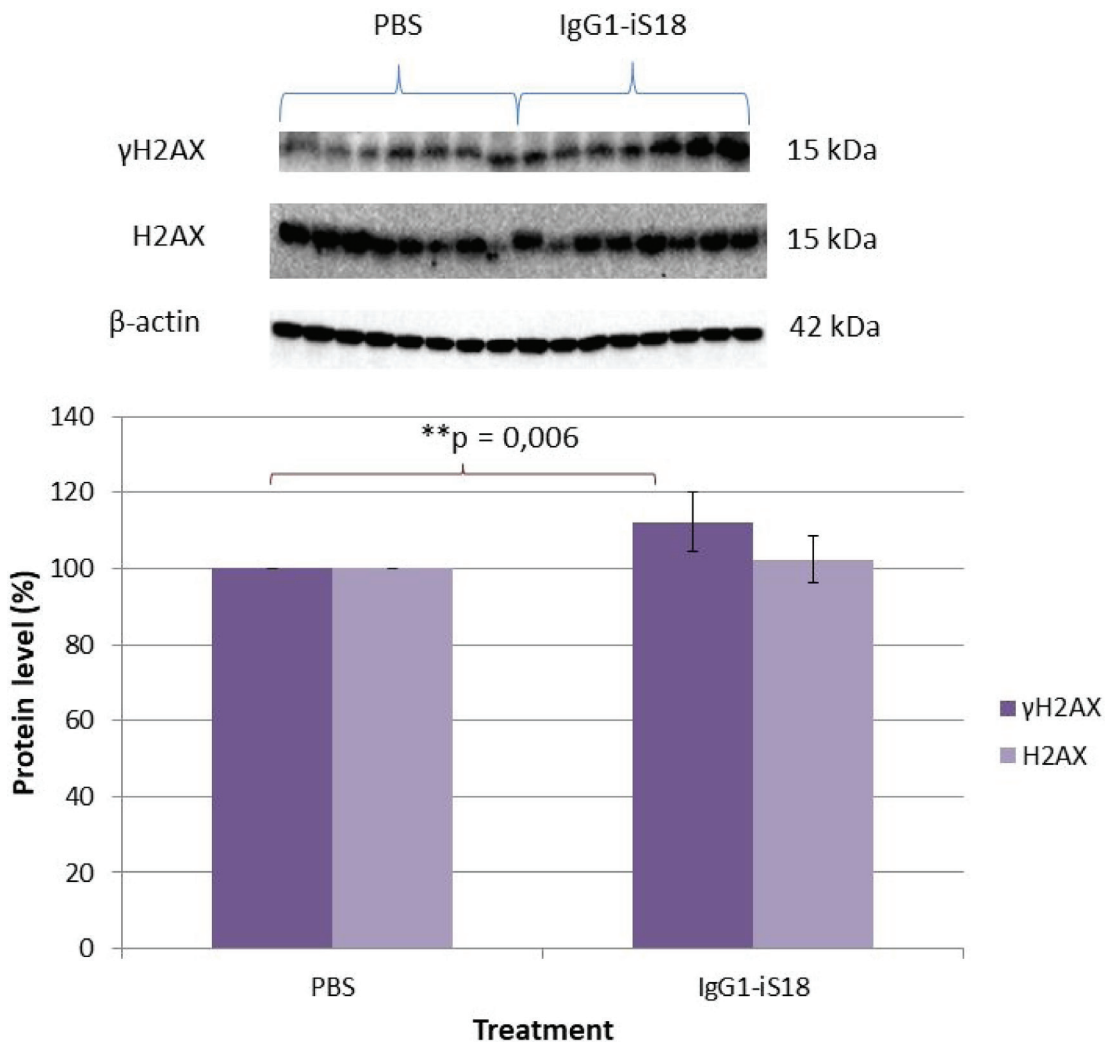 PBS IgG1-iS18
γH2AX 15 kDa
H2AX 15 kDa
β-actin 42 kDa
140
**p = 0,006
120
100
80
60
40
20
0
Protein level (%)
γH2AX
H2AX
PBS IgG1-iS18
Treatment